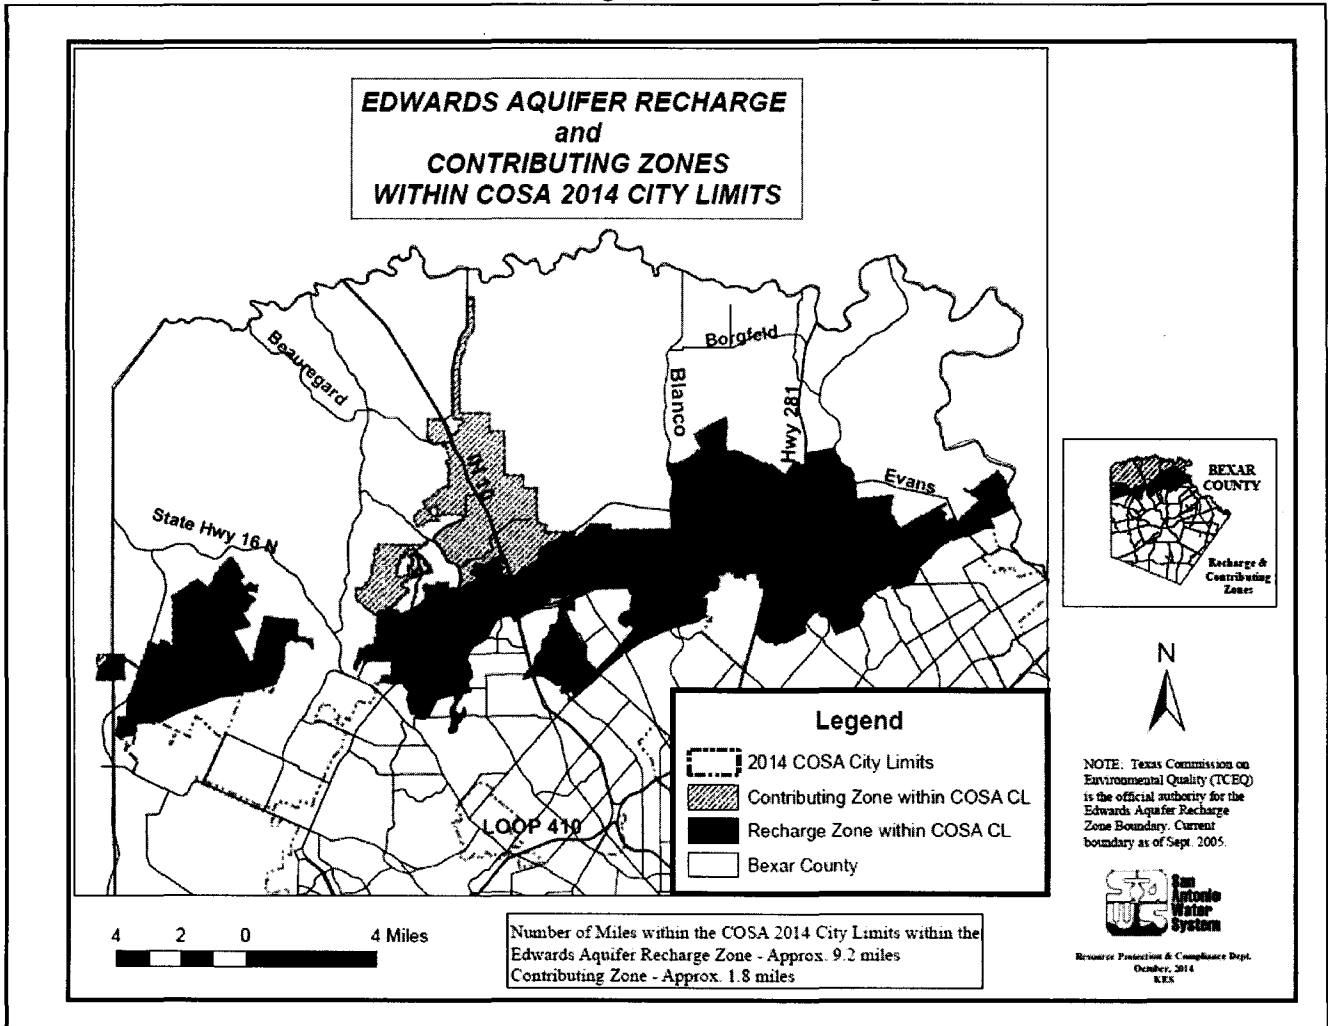 EDWARDS AQUIFER RECHARGE
and
CONTRIBUTING ZONES
WITHIN COSA 2014 CITY LIMITS
Beauregard
Borgfeld
Blanco
Hwy 281
IH 10
Evans
State Hwy 16 N
LOOP 410
BEXAR
COUNTY
Recharge &
Contributing
Zones
N
Legend
2014 COSA City Limits
Contributing Zone within COSA CL
Recharge Zone within COSA CL
Bexar County
NOTE: Texas Commission on
Environmental Quality (TCEQ)
is the official authority for the
Edwards Aquifer Recharge
Zone Boundary. Current
boundary as of Sept. 2005.
San
Antonio
Water
System
Resource Protection & Compliance Dept.
October, 2014
KES
4 2 0 4 Miles
Number of Miles within the COSA 2014 City Limits within the
Edwards Aquifer Recharge Zone - Approx. 9.2 miles
Contributing Zone - Approx. 1.8 miles